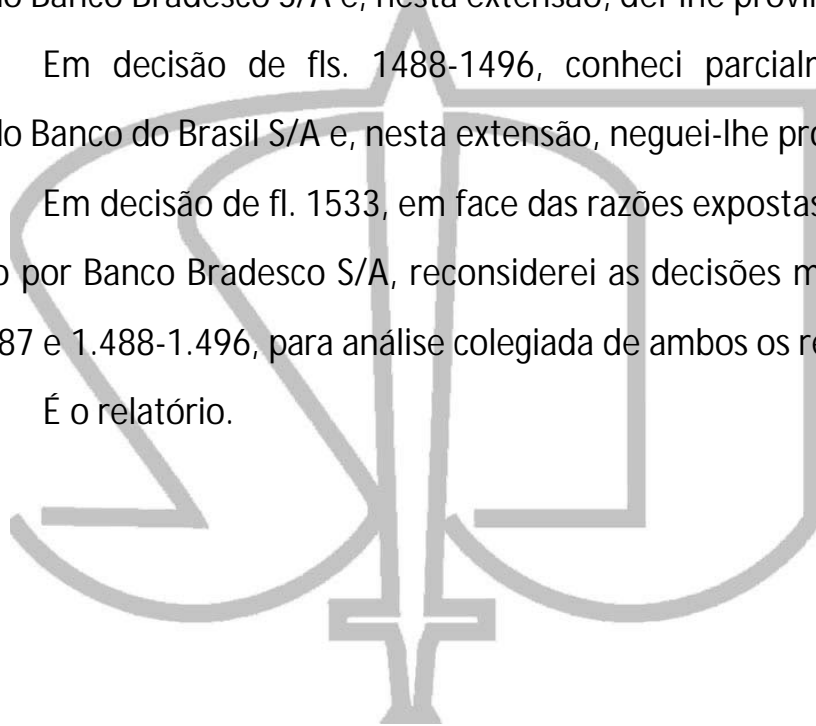 do Banco Bradesco S/A e, nesta extensão, dei-lhe provi
Em decisão de fls. 1488-1496, conheci parcialr
lo Banco do Brasil S/A e, nesta extensão, neguei-lhe pro
Em decisão de fl. 1533, em face das razões expostas
o por Banco Bradesco S/A, reconsiderei as decisões m
87 e 1.488-1.496, para análise colegiada de ambos os re
É o relatório.